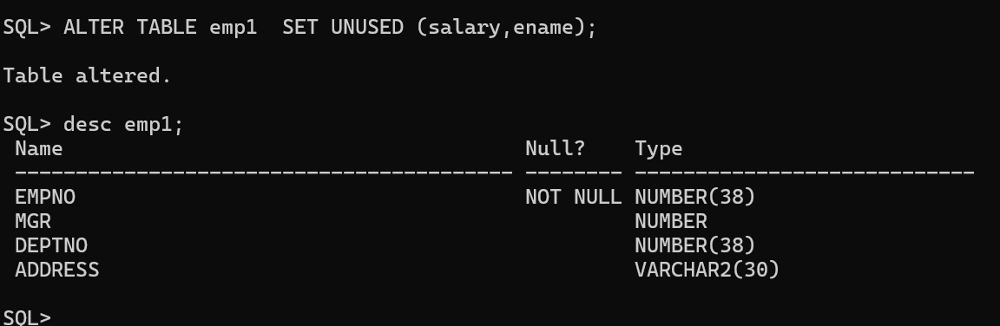 SQL> ALTER TABLE emp1  SET UNUSED (salary,ename);
Table altered.
SQL> desc emp1;
 Name                                      Null?    Type
 ----------------------------------------- -------- ----------------------------
 EMPNO                                     NOT NULL NUMBER(38)
 MGR                                                NUMBER
 DEPTNO                                             NUMBER(38)
 ADDRESS                                            VARCHAR2(30)
SQL>